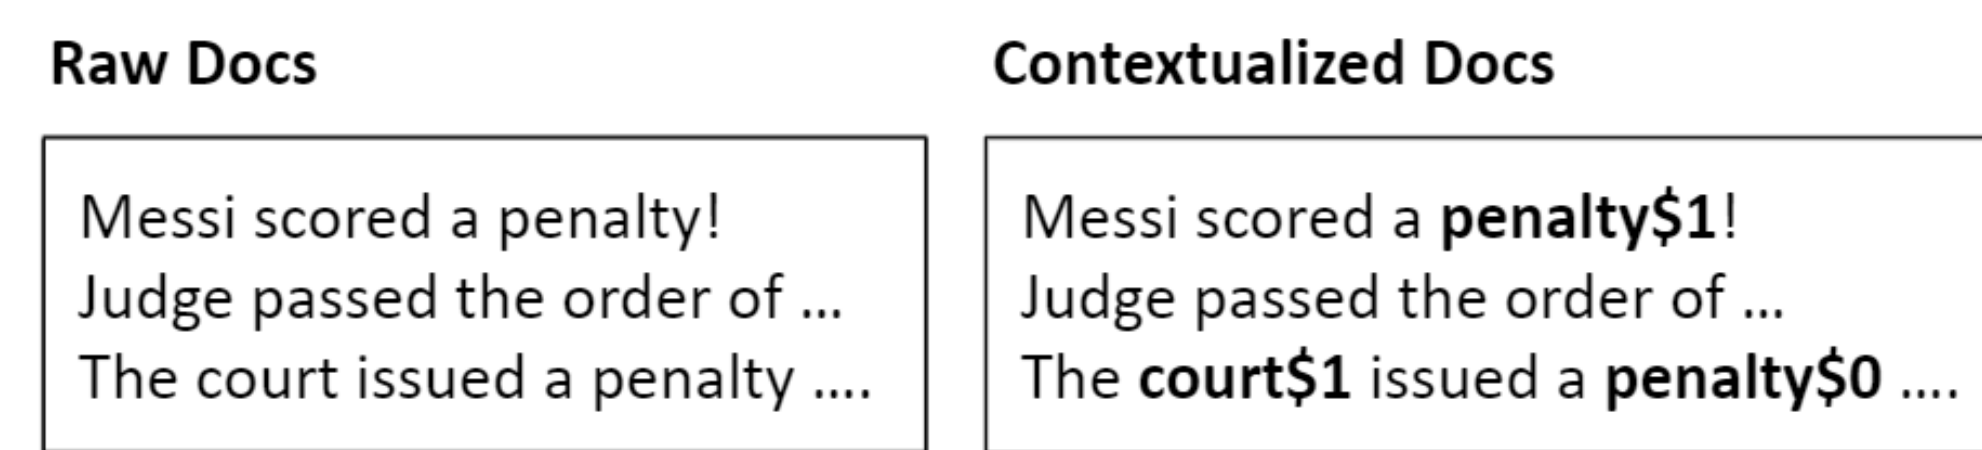 Raw Docs
Messi scored a penalty!
Judge passed the order of ...
The court issued a penalty ....
Contextualized Docs
Messi scored a penalty$1!
Judge passed the order of ...
The court$1 issued a penalty$0 ....